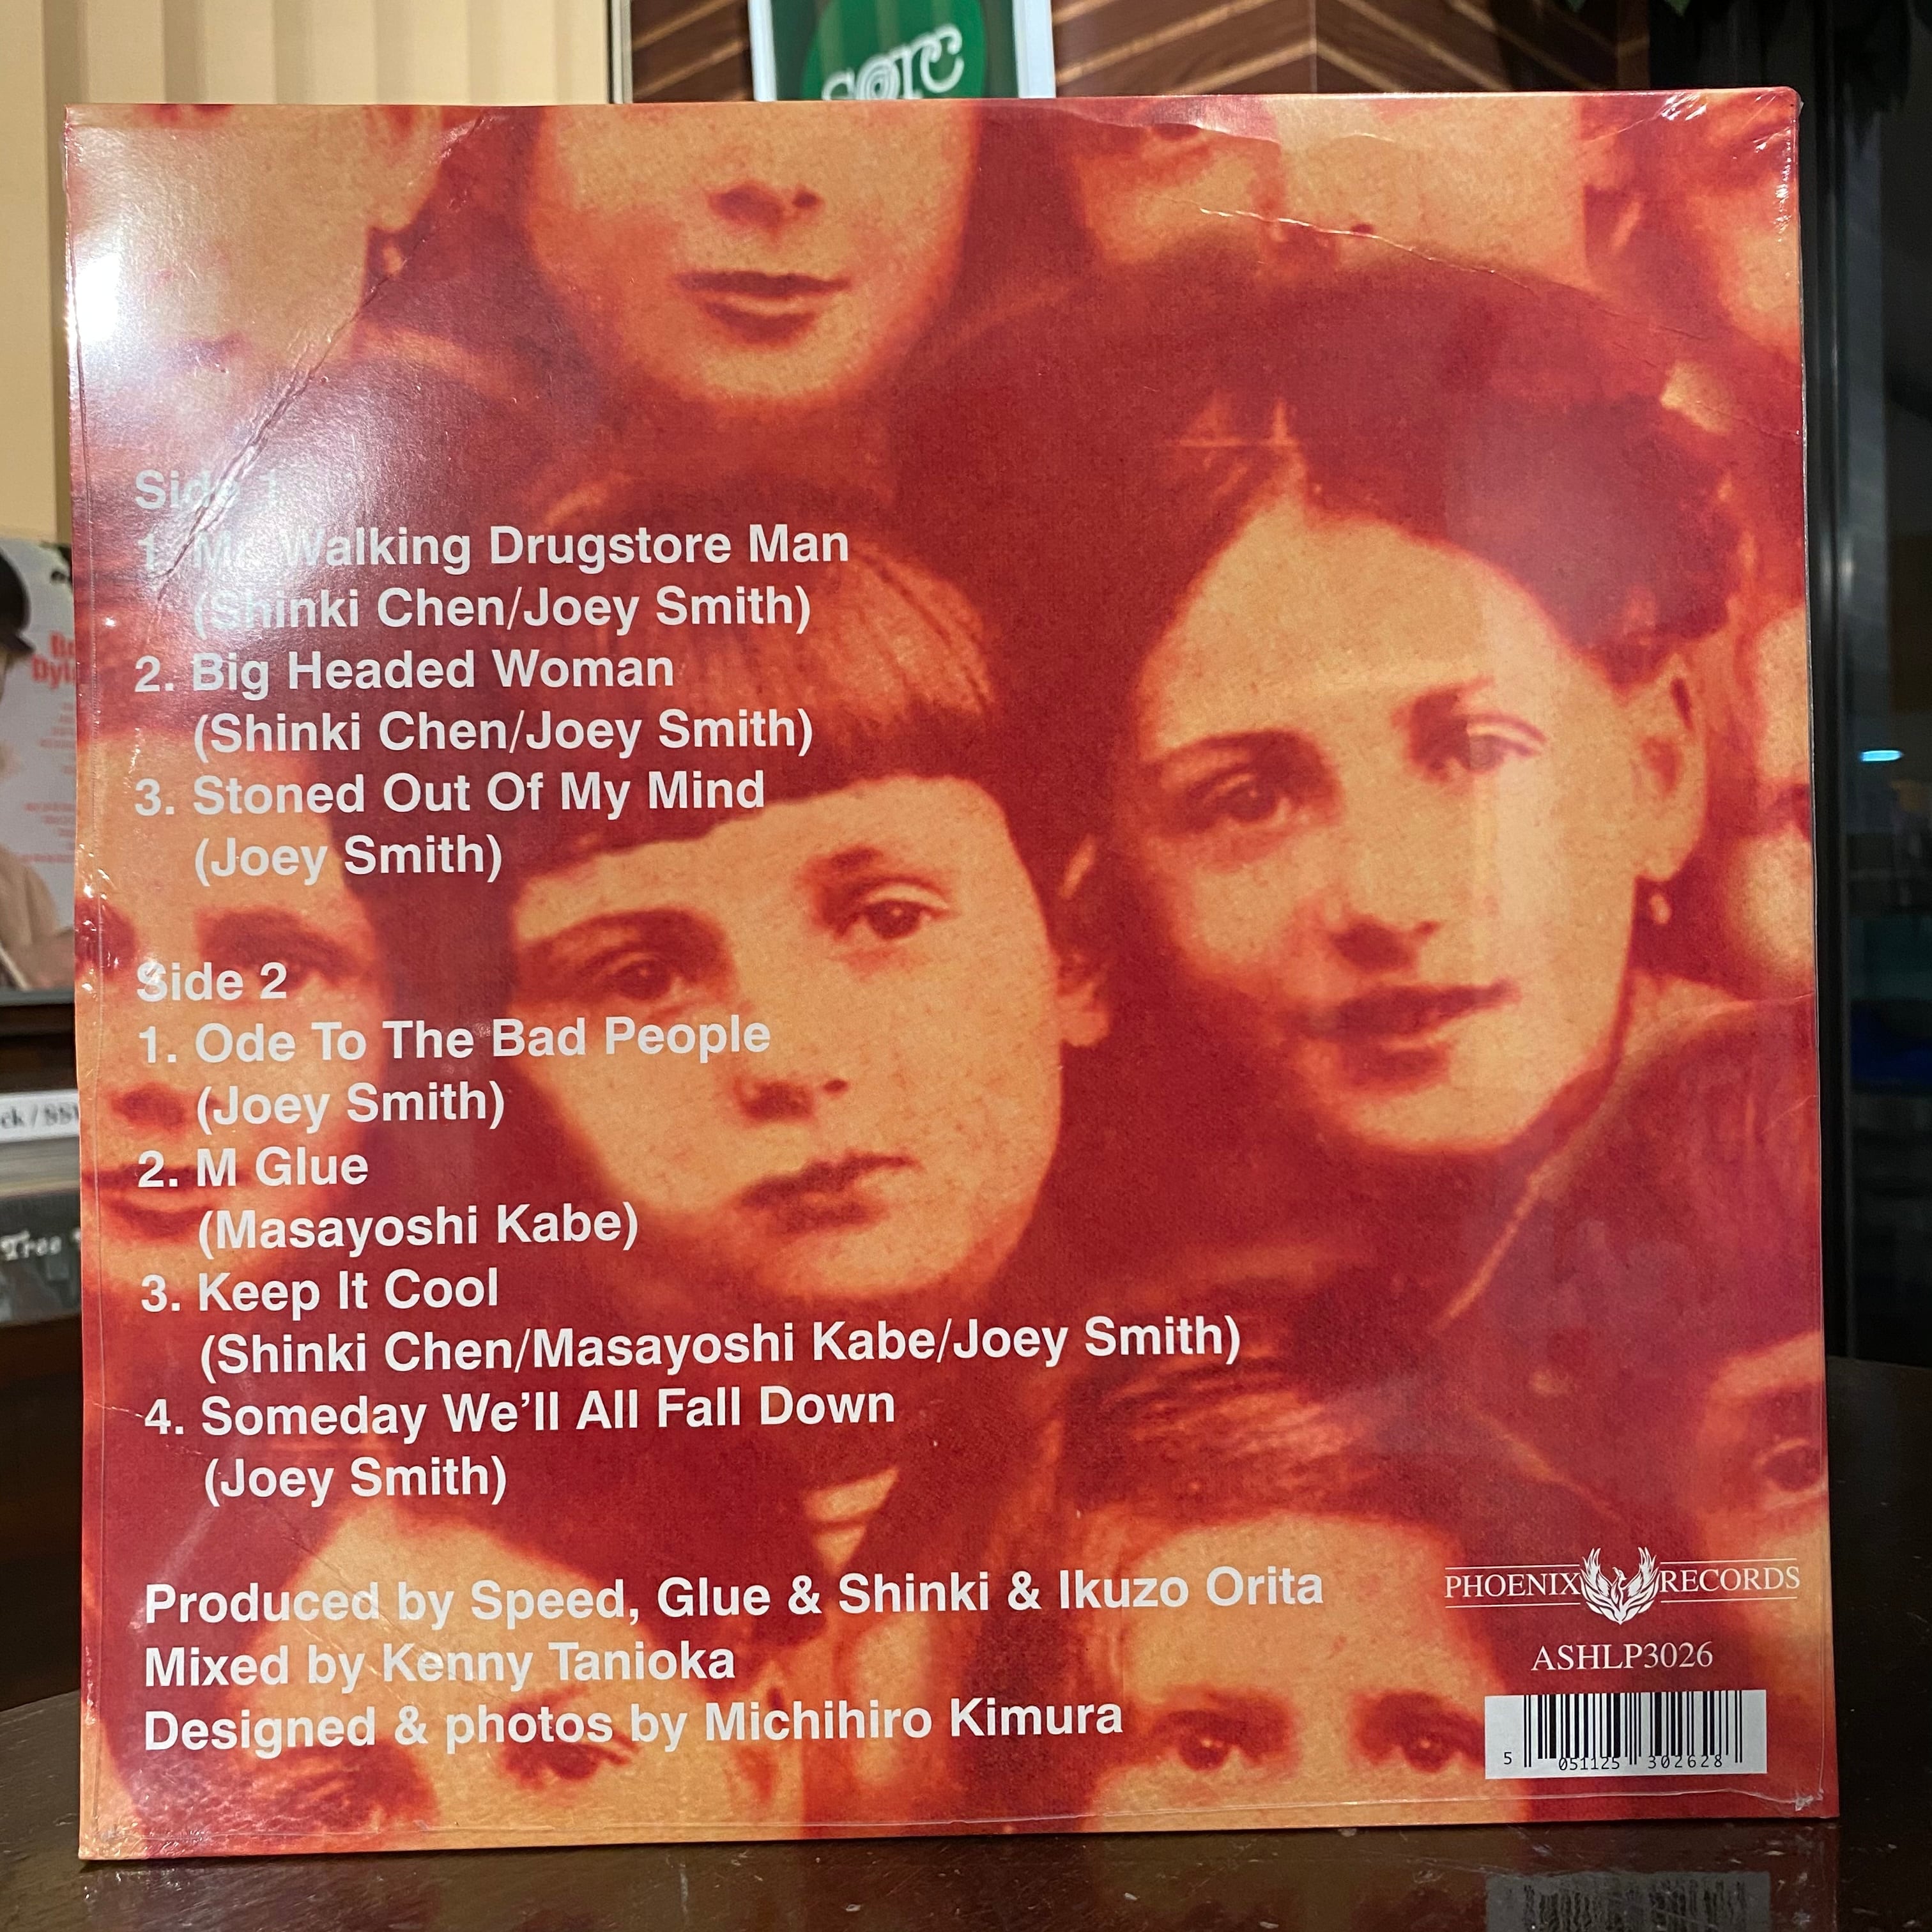 Side 1
1. Mr. Walking Drugstore Man
(Shinki Chen/Joey Smith)
2. Big Headed Woman
(Shinki Chen/Joey Smith)
3. Stoned Out Of My Mind
(Joey Smith)
Side 2
1. Ode To The Bad People
(Joey Smith)
2. M Glue
(Masayoshi Kabe)
3. Keep It Cool
(Shinki Chen/Masayoshi Kabe/Joey Smith)
4. Someday We'll All Fall Down
(Joey Smith)
Produced by Speed, Glue & Shinki & Ikuzo Orita
Mixed by Kenny Tanioka
Designed & photos by Michihiro Kimura
PHOENIX RECORDS
ASHLP3026
5 051125 302628
Tree